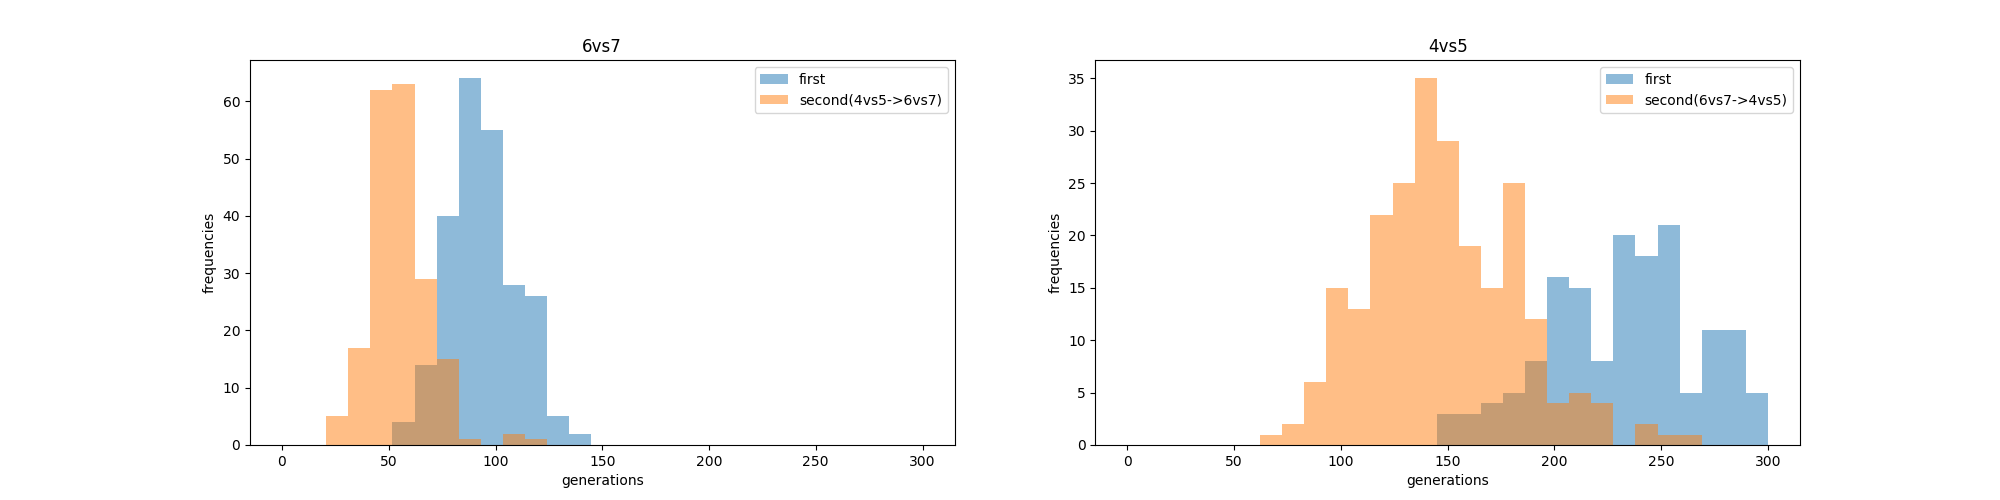 6vs7
first
second(4vs5->6vs7)
frequencies
60
50
40
30
20
10
0
0 50 100 150 200 250 300
generations
4vs5
first
second(6vs7->4vs5)
frequencies
35
30
25
20
15
10
5
0
0 50 100 150 200 250 300
generations